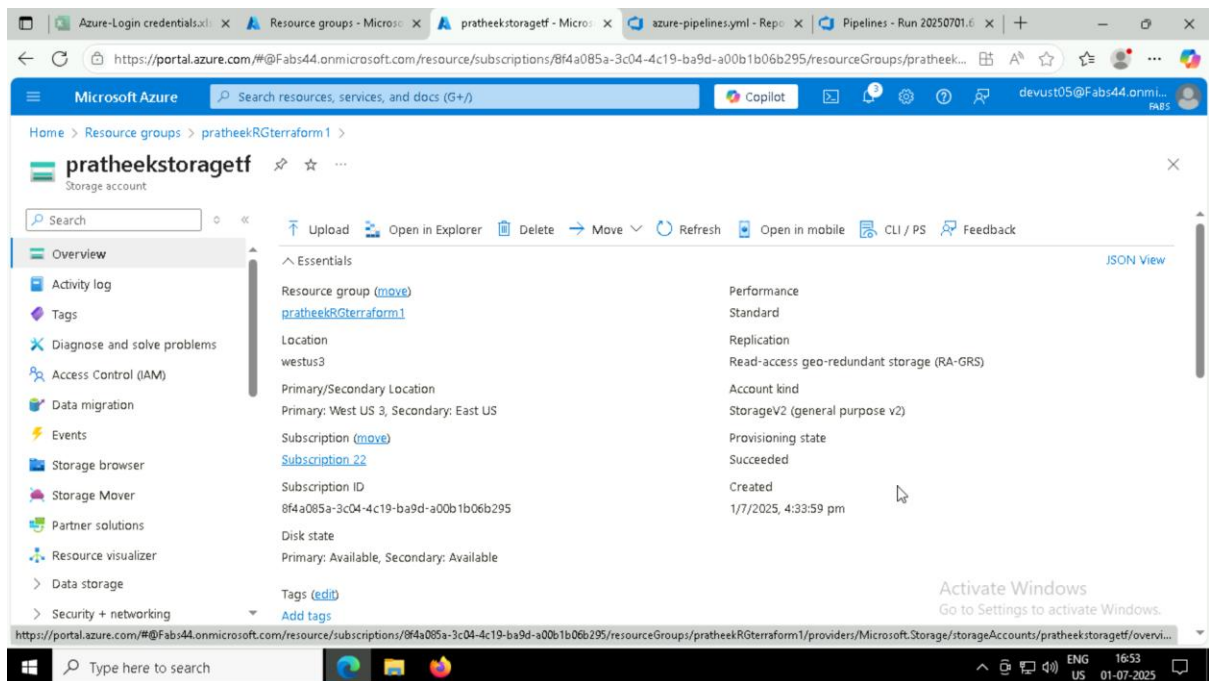 Azure-Login credentials.xl
Resource groups - Microso
pratheekstoragetf - Micros
azure-pipelines.yml - Repo
Pipelines - Run 20250701.6
https://portal.azure.com/#@Fabs44.onmicrosoft.com/resource/subscriptions/8f4a085a-3c04-4c19-ba9d-a00b1b06b295/resourceGroups/pratheek...
Microsoft Azure
Search resources, services, and docs (G+/)
Copilot
3
devust05@Fabs44.onmi...
FABS
Home > Resource groups > pratheekRGterraform1 >
pratheekstoragetf
Storage account
Search
Overview
Activity log
Tags
Diagnose and solve problems
Access Control (IAM)
Data migration
Events
Storage browser
Storage Mover
Partner solutions
Resource visualizer
Data storage
Security + networking
Upload Open in Explorer Delete Move Refresh Open in mobile CLI / PS Feedback
Essentials
JSON View
Resource group (move)
pratheekRGterraform1
Location
westus3
Primary/Secondary Location
Primary: West US 3, Secondary: East US
Subscription (move)
Subscription 22
Subscription ID
8f4a085a-3c04-4c19-ba9d-a00b1b06b295
Disk state
Primary: Available, Secondary: Available
Tags (edit)
Add tags
Performance
Standard
Replication
Read-access geo-redundant storage (RA-GRS)
Account kind
StorageV2 (general purpose v2)
Provisioning state
Succeeded
Created
1/7/2025, 4:33:59 pm
Activate Windows
Go to Settings to activate Windows.
https://portal.azure.com/#@Fabs44.onmicrosoft.com/resource/subscriptions/8f4a085a-3c04-4c19-ba9d-a00b1b06b295/resourceGroups/pratheekRGterraform1/providers/Microsoft.Storage/storageAccounts/pratheekstoragetf/overvi...
Type here to search
ENG
US
16:53
01-07-2025